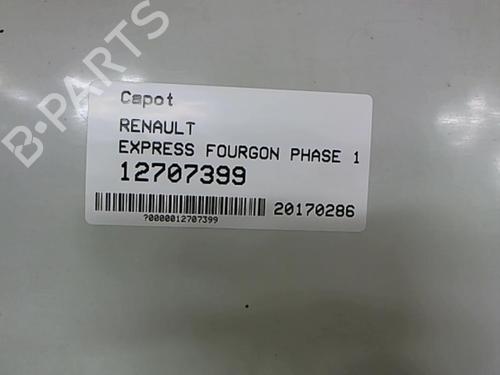 B-PARTS
Capot
RENAULT
EXPRESS FOURGON PHASE 1
12707399
20170286
?0000012707399